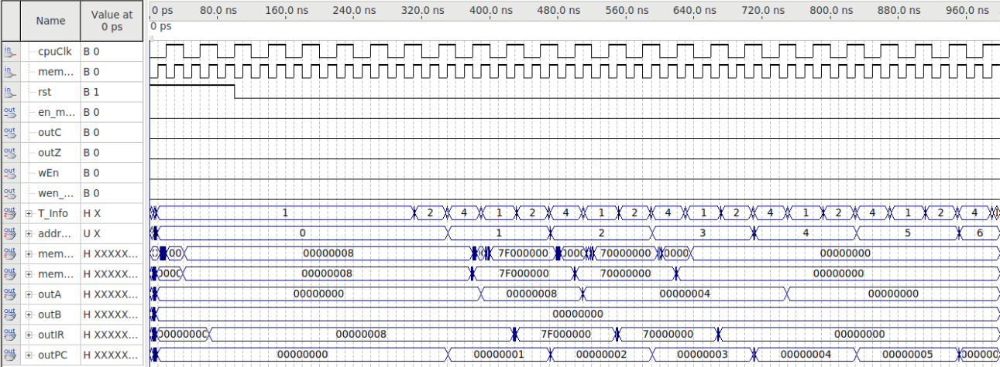 Name Value at 0 ps 0 ps 80.0 ns 160.0 ns 240.0 ns 320.0 ns 400.0 ns 480.0 ns 560.0 ns 640.0 ns 720.0 ns 800.0 ns 880.0 ns 960.0 ns
0 ps
in cpuClk B 0
in mem... B 0
in rst B 1
out en_m... B 0
out outC B 0
out outZ B 0
out wEn B 0
out wen_... B 0
out T_Info H X 1 2 4 1 2 4 1 2 4 1 2 4 1 2 4 1 2 4
out addr... U X 0 1 2 3 4 5 6
out mem... H XXXXX... 00 00000008 7F000000 000C 70000000 0000 00000000
out mem... H XXXXX... 000C 00000008 7F000000 70000000 00000000
out outA H XXXXX... 00000000 00000008 00000004 00000000
out outB H XXXXX... 00000000
out outIR H XXXXX... 0000000C 00000008 7F000000 70000000 00000000
out outPC H XXXXX... 00000000 00000001 00000002 00000003 00000004 00000005 000000